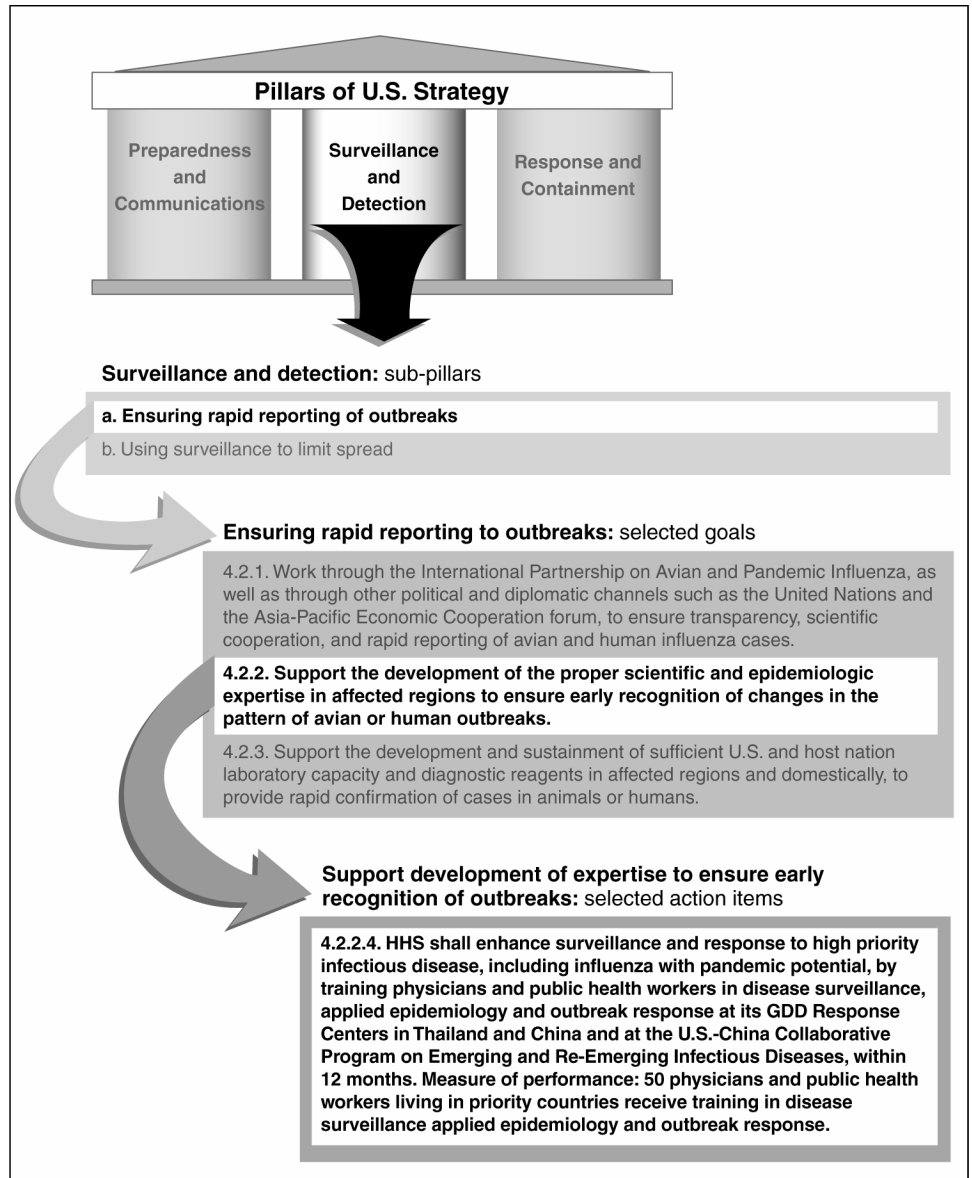 Pillars of U.S. Strategy
Preparedness
and
Communications
Surveillance
and
Detection
Response and
Containment
Surveillance and detection: sub-pillars
a. Ensuring rapid reporting of outbreaks
b. Using surveillance to limit spread
Ensuring rapid reporting to outbreaks: selected goals
4.2.1. Work through the International Partnership on Avian and Pandemic Influenza, as
well as through other political and diplomatic channels such as the United Nations and
the Asia-Pacific Economic Cooperation forum, to ensure transparency, scientific
cooperation, and rapid reporting of avian and human influenza cases.
4.2.2. Support the development of the proper scientific and epidemiologic
expertise in affected regions to ensure early recognition of changes in the
pattern of avian or human outbreaks.
4.2.3. Support the development and sustainment of sufficient U.S. and host nation
laboratory capacity and diagnostic reagents in affected regions and domestically, to
provide rapid confirmation of cases in animals or humans.
Support development of expertise to ensure early
recognition of outbreaks: selected action items
4.2.2.4. HHS shall enhance surveillance and response to high priority
infectious disease, including influenza with pandemic potential, by
training physicians and public health workers in disease surveillance,
applied epidemiology and outbreak response at its GDD Response
Centers in Thailand and China and at the U.S.-China Collaborative
Program on Emerging and Re-Emerging Infectious Diseases, within
12 months. Measure of performance: 50 physicians and public health
workers living in priority countries receive training in disease
surveillance applied epidemiology and outbreak response.